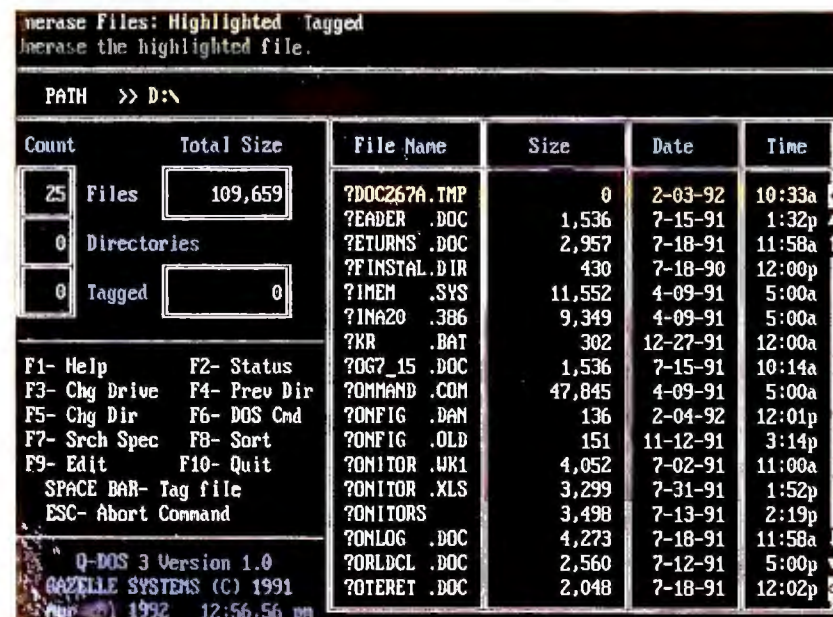 Files: Highlighted Tagged
the highlighted file.
PATH >> D:\
Count Total Size
25 Files 109,659
0 Directories
0 Tagged 0
F1- Help F2- Status
F3- Chg Drive F4- Prev Dir
F5- Chg Dir F6- DOS Cmd
F7- Srch Spec F8- Sort
F9- Edit F10- Quit
SPACE BAR- Tag file
ESC- Abort Command
Q-DOS 3 Version 1.0
GAZELLE SYSTEMS (C) 1991
1992 12:56.56 pm
File Name Size Date Time
?DOC267A.TMP 0 2-03-92 10:33a
?EADER .DOC 1,536 7-15-91 1:32p
?ETURNS .DOC 2,957 7-18-91 11:58a
?FINSTAL.DIR 430 7-18-90 12:00p
?IMEM .SYS 11,552 4-09-91 5:00a
?INA20 .386 9,349 4-09-91 5:00a
?KR .BAT 302 12-27-91 12:00a
?OG7_15 .DOC 1,536 7-15-91 10:14a
?OMMAND .COM 47,845 4-09-91 5:00a
?ONFIG .DAN 136 2-04-92 12:01p
?ONFIG .OLD 151 11-12-91 3:14p
?ONITOR .WK1 4,052 7-02-91 11:00a
?ONITOR .XLS 3,299 7-31-91 1:52p
?ONITORS 3,498 7-13-91 2:19p
?ONLOG .DOC 4,273 7-18-91 11:58a
?ORLDCL .DOC 2,560 7-12-91 5:00p
?OTERET .DOC 2,048 7-18-91 12:02p